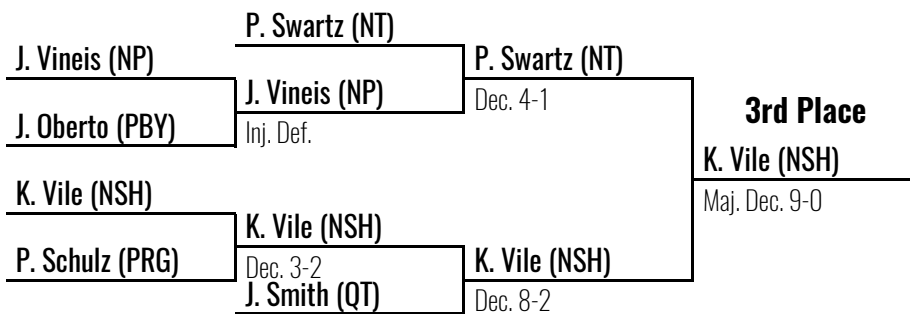 P. Swartz (NT)
J. Vineis (NP)
P. Swartz (NT)
J. Vineis (NP)
Dec. 4-1
3rd Place
J. Oberto (PBY)
Inj. Def.
K. Vile (NSH)
K. Vile (NSH)
Maj. Dec. 9-0
K. Vile (NSH)
P. Schulz (PRG)
Dec. 3-2
K. Vile (NSH)
J. Smith (QT)
Dec. 8-2